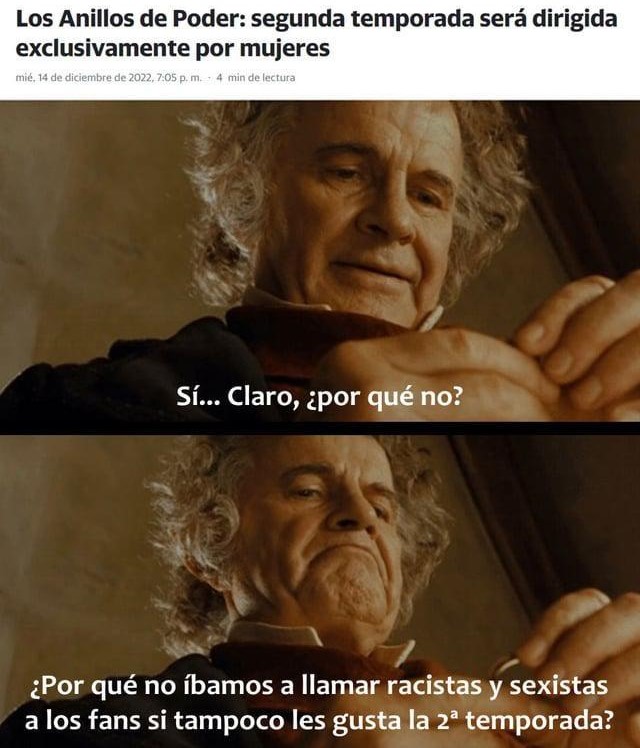 Los Anillos de Poder: segunda temporada será dirigida
exclusivamente por mujeres
mié, 14 de diciembre de 2022, 7:05 p. m. · 4 min de lectura
Sí... Claro, ¿por qué no?
¿Por qué no íbamos a llamar racistas y sexistas
a los fans si tampoco les gusta la 2ª temporada?